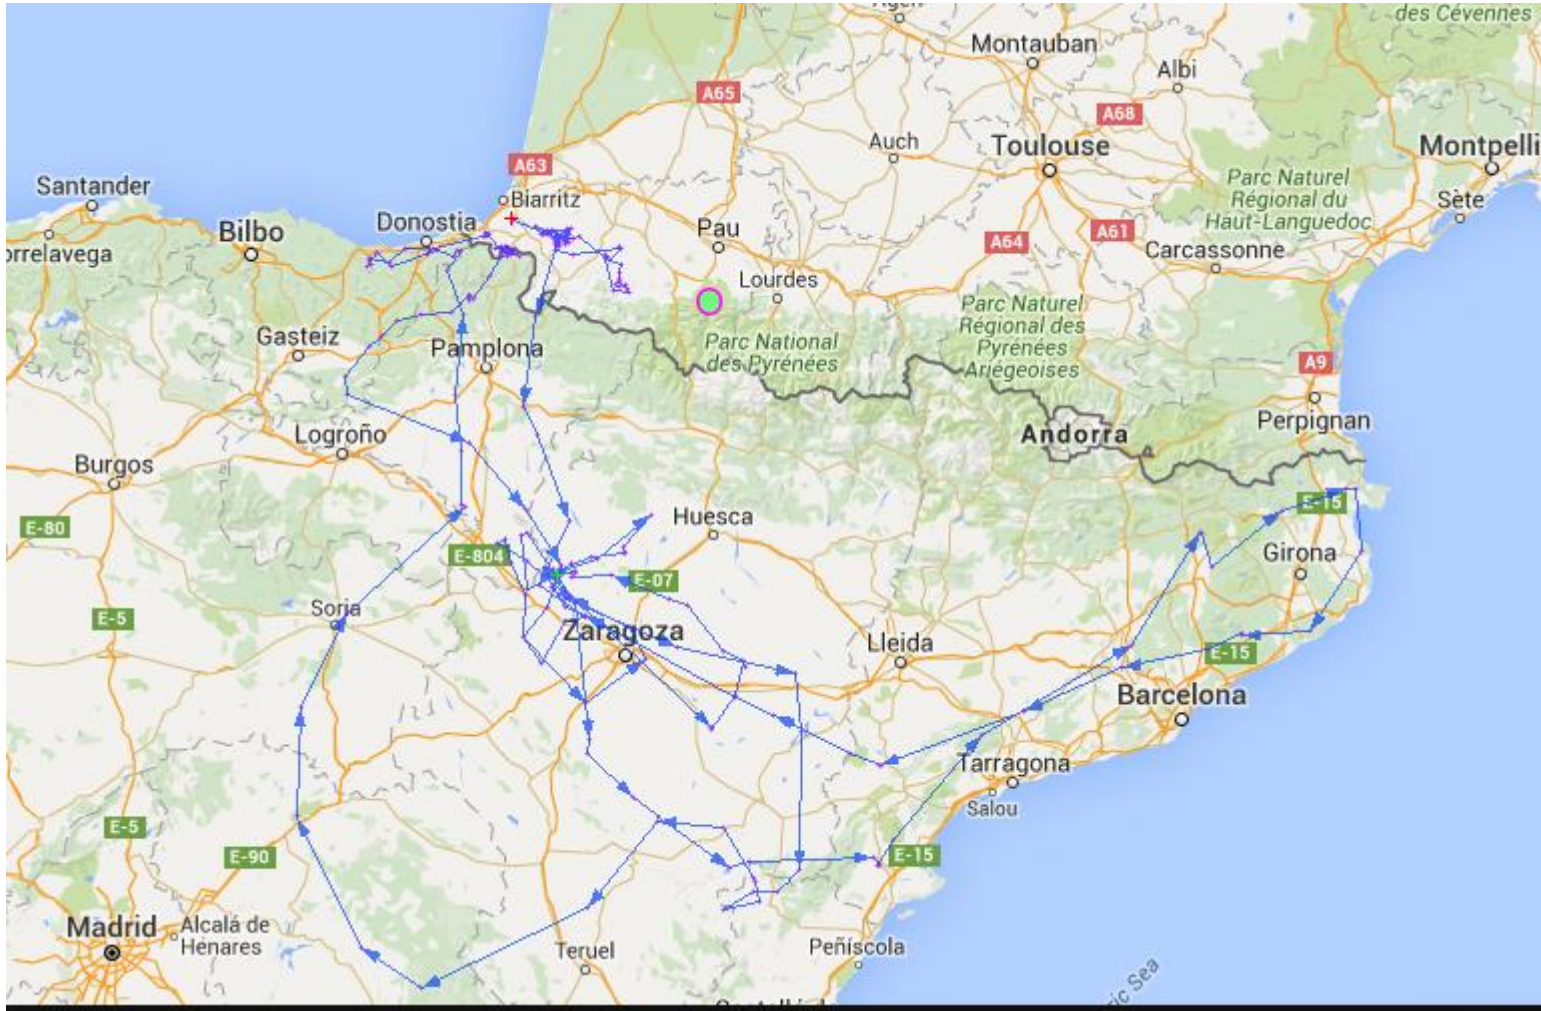 des Cévennes
Montauban
Albi
A65
A68
Auch
Toulouse
Montpelli
A63
Parc Naturel
Régional du
Haut-Languedoc
Santander
Biarritz
Sète
Donostia
Bilbo
Pau
A64
A61
Carcassonne
orrelavega
Lourdes
Parc Naturel
Régional des
Pyrénées
Ariégeoises
Gasteiz
Pamplona
Parc National
des Pyrénées
A9
Perpignan
Logroño
Andorra
Burgos
E-80
E-15
Huesca
E-804
Girona
E-07
E-5
Soria
Zaragoza
Lleida
E-15
Barcelona
Tarragona
Salou
E-5
E-90
E-15
Madrid
Alcalá de
Hénares
Teruel
Peñíscola
ric Sea